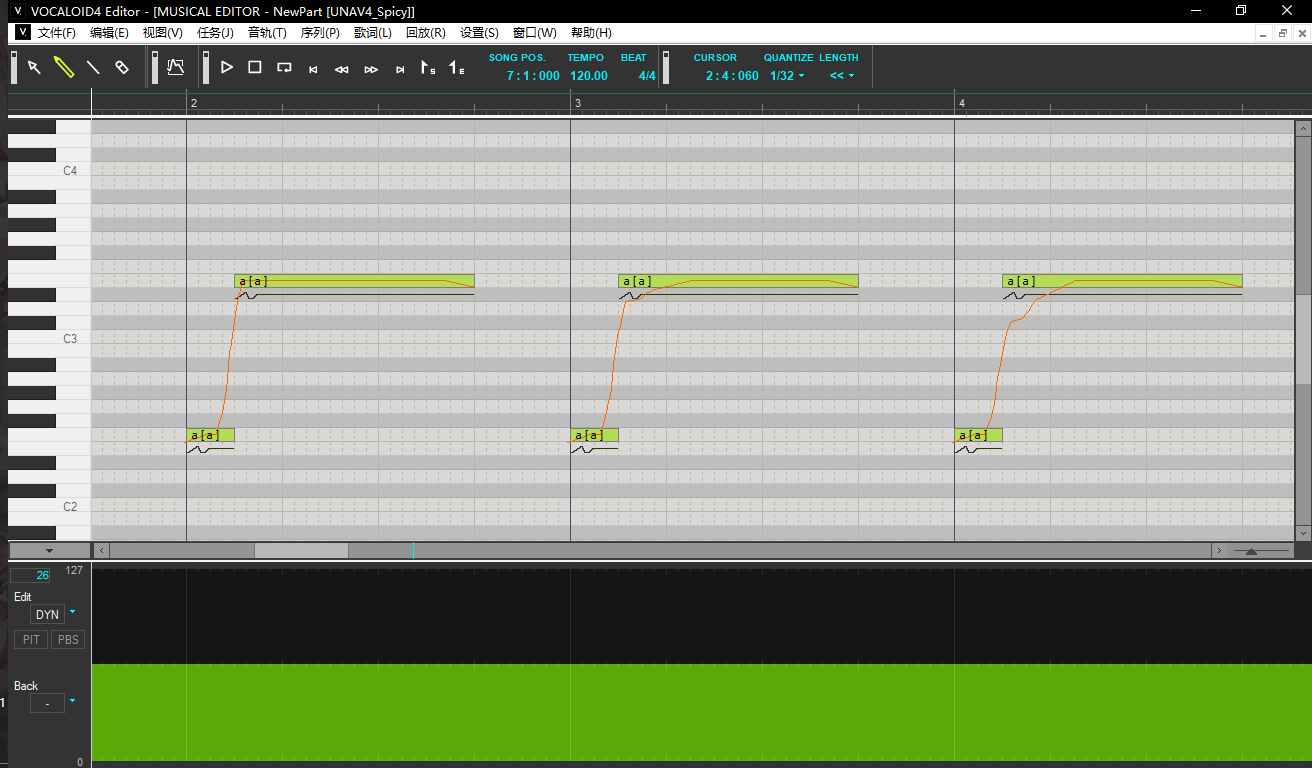 VOCALOID4 Editor - [MUSICAL EDITOR - NewPart [UNAV4_Spicy]]
文件(F) 编辑(E) 视图(V) 任务(J) 音轨(T) 序列(P) 歌词(L) 回放(R) 设置(S) 窗口(W) 帮助(H)
SONG POS. TEMPO BEAT CURSOR QUANTIZE LENGTH
7:1:000 120.00 4/4 2:4:060 1/32 <<
2 3 4
C4
a[a] a[a] a[a]
C3
a[a] a[a] a[a]
C2
26 127
Edit
DYN
PIT PBS
Back
-
1
0